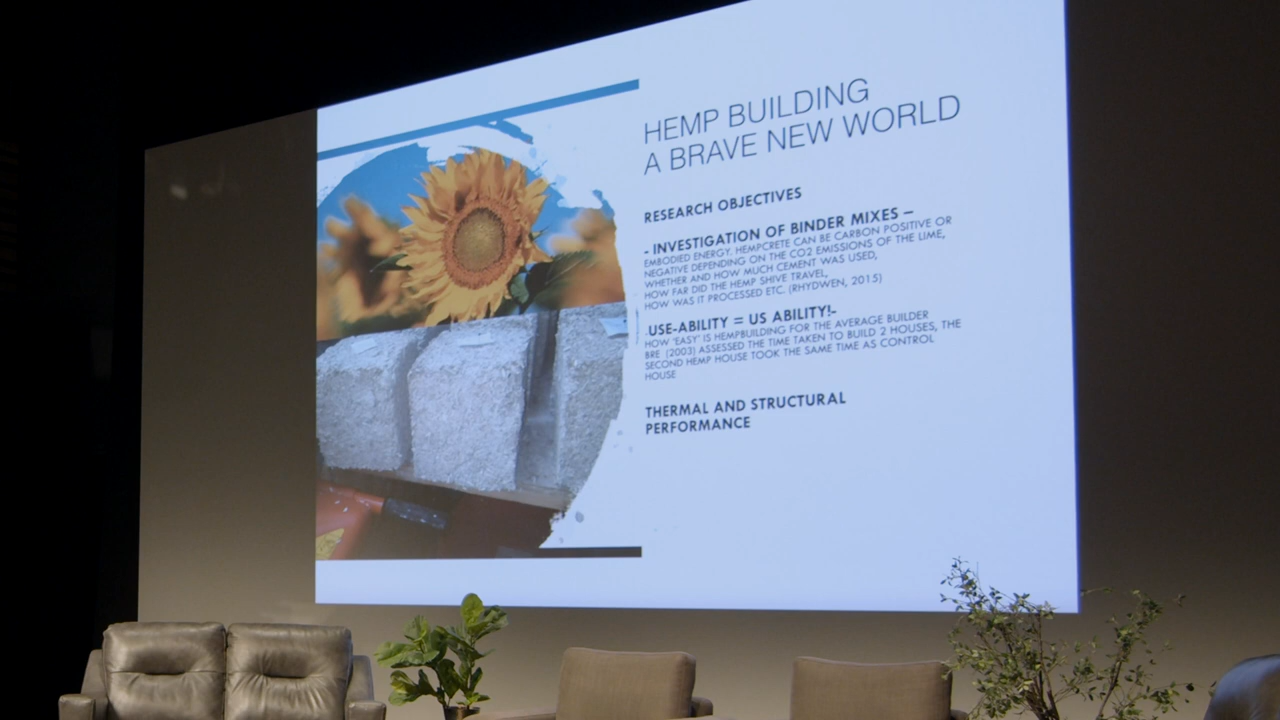 HEMP BUILDING
A BRAVE NEW WORLD
RESEARCH OBJECTIVES
- INVESTIGATION OF BINDER MIXES –
EMBODIED ENERGY. HEMPCRETE CAN BE CARBON POSITIVE OR
NEGATIVE DEPENDING ON THE CO2 EMISSIONS OF THE LIME,
WHETHER AND HOW MUCH CEMENT WAS USED,
HOW FAR DID THE HEMP SHIVE TRAVEL,
HOW WAS IT PROCESSED ETC. (RHYDWEN, 2015)
.USE-ABILITY = US ABILITY!-
HOW 'EASY' IS HEMPBUILDING FOR THE AVERAGE BUILDER
BRE (2003) ASSESSED THE TIME TAKEN TO BUILD 2 HOUSES, THE
SECOND HEMP HOUSE TOOK THE SAME TIME AS CONTROL
HOUSE
THERMAL AND STRUCTURAL
PERFORMANCE